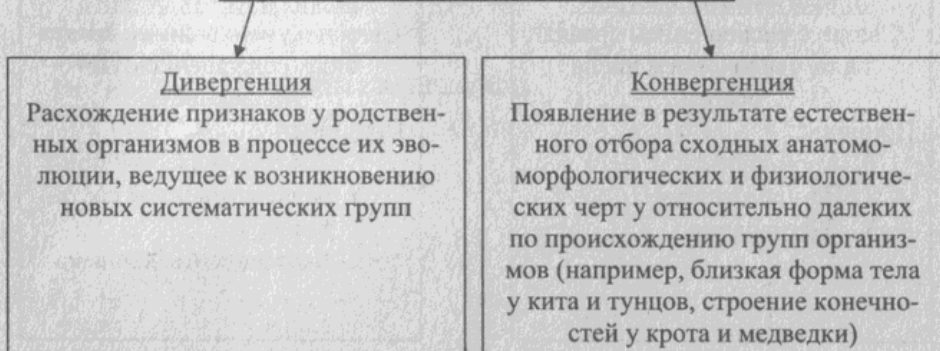 Дивергенция
Расхождение признаков у родствен-
ных организмов в процессе их эво-
люции, ведущее к возникновению
новых систематических групп
Конвергенция
Появление в результате естествен-
ного отбора сходных анатомо-
морфологических и физиологиче-
ских черт у относительно далеких
по происхождению групп организ-
мов (например, близкая форма тела
у кита и тунцов, строение конечно-
стей у крота и медведки)